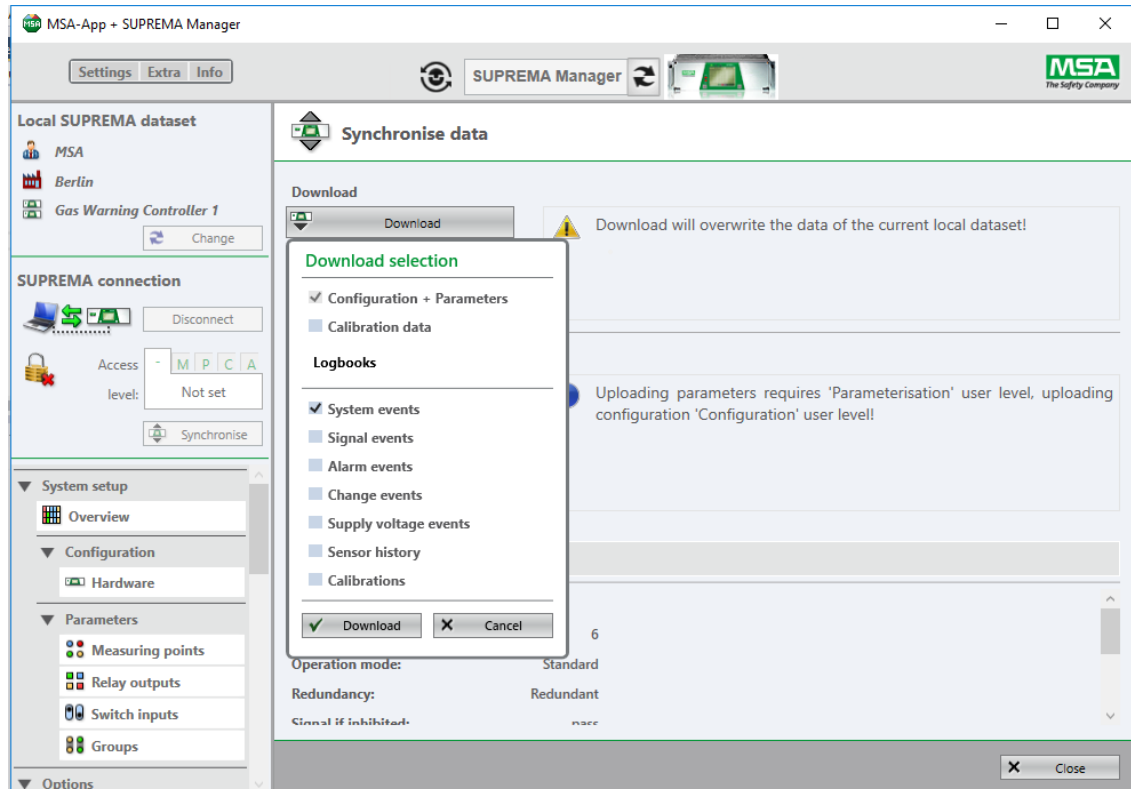 MSA-App + SUPREMA Manager
Settings Extra Info
SUPREMA Manager
MSA
The Safety Company
Local SUPREMA dataset
MSA
Berlin
Gas Warning Controller 1
Change
SUPREMA connection
Disconnect
Access level:
- M P C A
Not set
Synchronise
System setup
Overview
Configuration
Hardware
Parameters
Measuring points
Relay outputs
Switch inputs
Groups
Options
Synchronise data
Download
Download
Download will overwrite the data of the current local dataset!
Download selection
Configuration + Parameters
Calibration data
Logbooks
System events
Signal events
Alarm events
Change events
Supply voltage events
Sensor history
Calibrations
Download
Cancel
Uploading parameters requires 'Parameterisation' user level, uploading
configuration 'Configuration' user level!
6
Operation mode: Standard
Redundancy: Redundant
Signal if inhibited: pass
Close